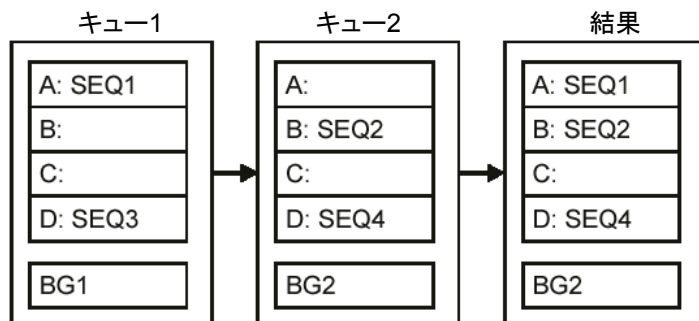 キュー1
A: SEQ1
B:
C:
D: SEQ3
BG1
キュー2
A:
B: SEQ2
C:
D: SEQ4
BG2
結果
A: SEQ1
B: SEQ2
C:
D: SEQ4
BG2